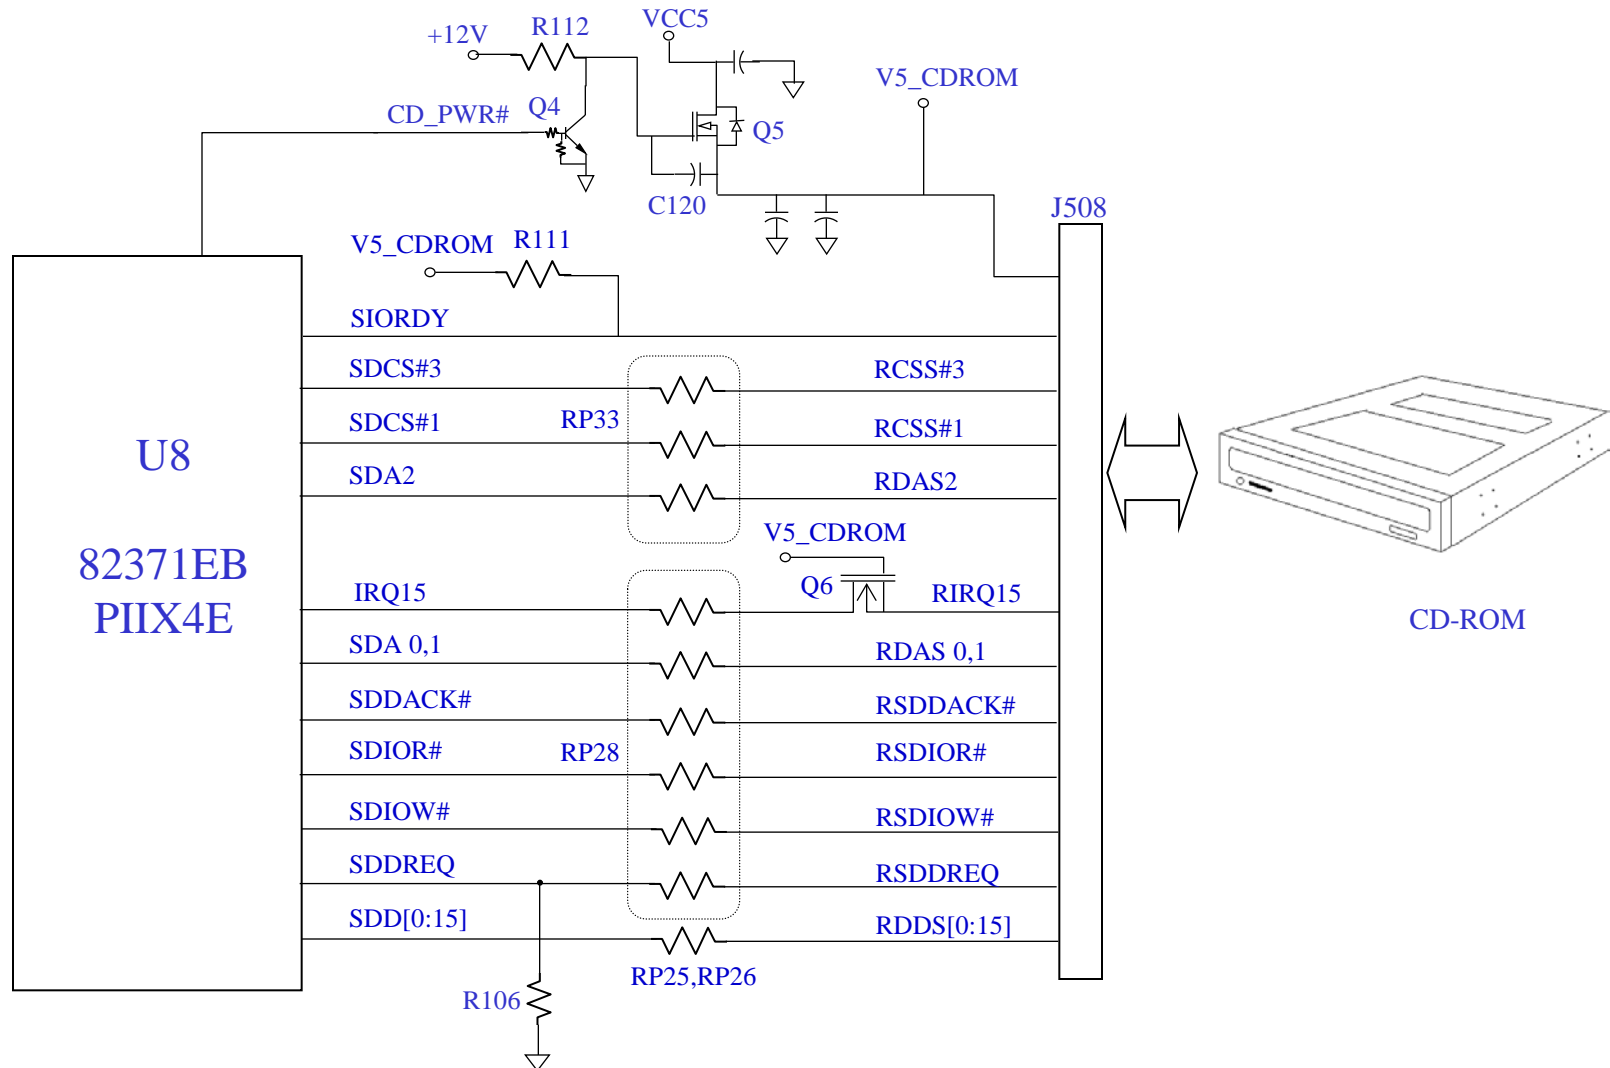 VCC5
R112
+12V
V5_CDROM
CD_PWR#
Q4
Q5
C120
J508
V5_CDROM
R111
SIORDY
SDCS#3
RCSS#3
SDCS#1
RP33
RCSS#1
U8
SDA2
RDAS2
82371EB
PIIX4E
V5_CDROM
Q6
IRQ15
RIRQ15
CD-ROM
SDA 0,1
RDAS 0,1
SDDACK#
RSDDACK#
SDIOR#
RP28
RSDIOR#
SDIOW#
RSDIOW#
SDDREQ
RSDDREQ
SDD[0:15]
RDDS[0:15]
RP25,RP26
R106